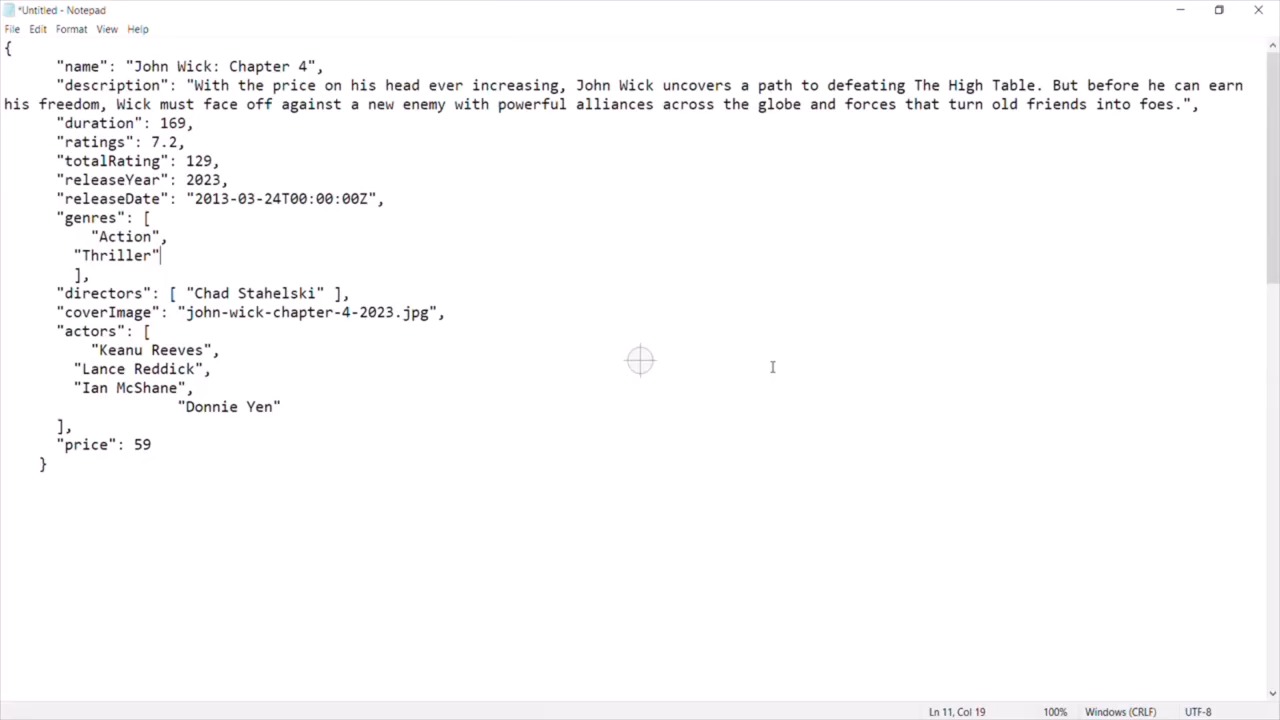 *Untitled - Notepad
File Edit Format View Help
{
"name": "John Wick: Chapter 4",
"description": "With the price on his head ever increasing, John Wick uncovers a path to defeating The High Table. But before he can earn
his freedom, Wick must face off against a new enemy with powerful alliances across the globe and forces that turn old friends into foes.",
"duration": 169,
"ratings": 7.2,
"totalRating": 129,
"releaseYear": 2023,
"releaseDate": "2013-03-24T00:00:00Z",
"genres": [
"Action",
"Thriller"
],
"directors": [ "Chad Stahelski" ],
"coverImage": "john-wick-chapter-4-2023.jpg",
"actors": [
"Keanu Reeves",
"Lance Reddick",
"Ian McShane",
"Donnie Yen"
],
"price": 59
}
Ln 11, Col 19 100% Windows (CRLF) UTF-8